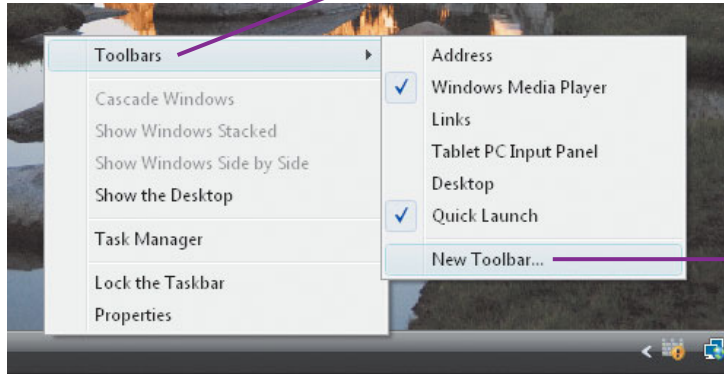 Toolbars
Cascade Windows
Show Windows Stacked
Show Windows Side by Side
Show the Desktop
Task Manager
Lock the Taskbar
Properties
Address
Windows Media Player
Links
Tablet PC Input Panel
Desktop
Quick Launch
New Toolbar...